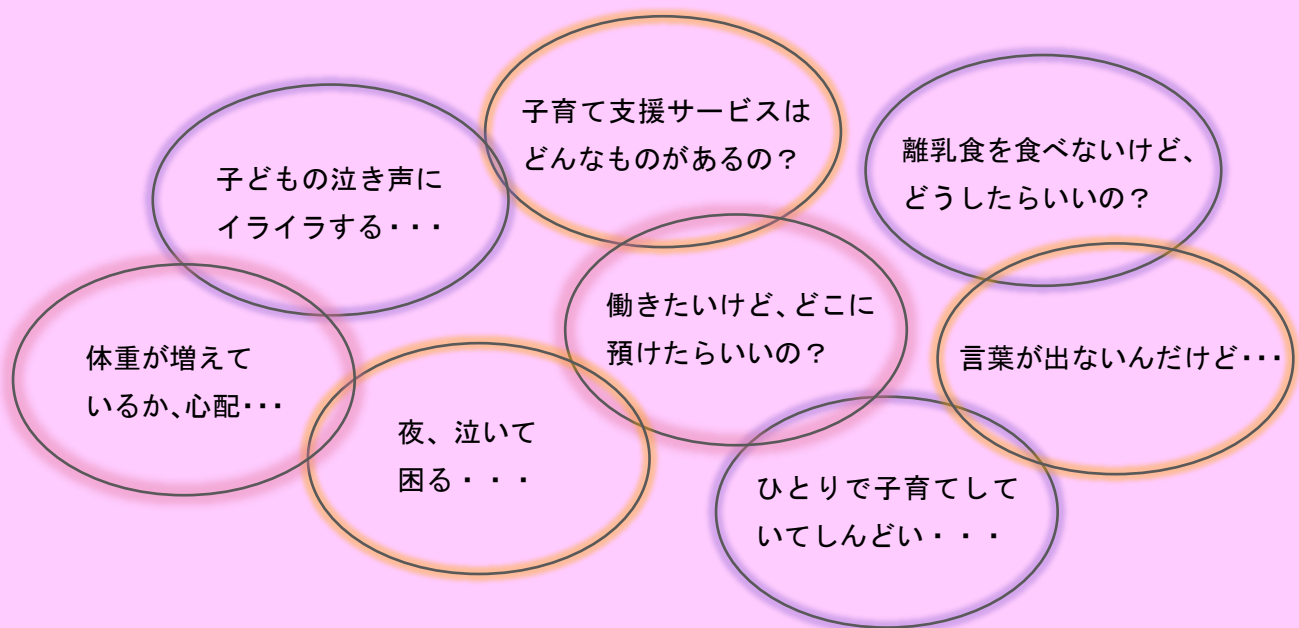 子育て支援サービスは
どんなものがあるの？
子どもの泣き声に
イライラする・・・
離乳食を食べないけど、
どうしたらいいの？
働きたいけど、どこに
預けたらいいの？
体重が増えて
いるか、心配・・・
言葉が出ないんだけど・・・
夜、泣いて
困る・・・
ひとりで子育てして
いてしんどい・・・